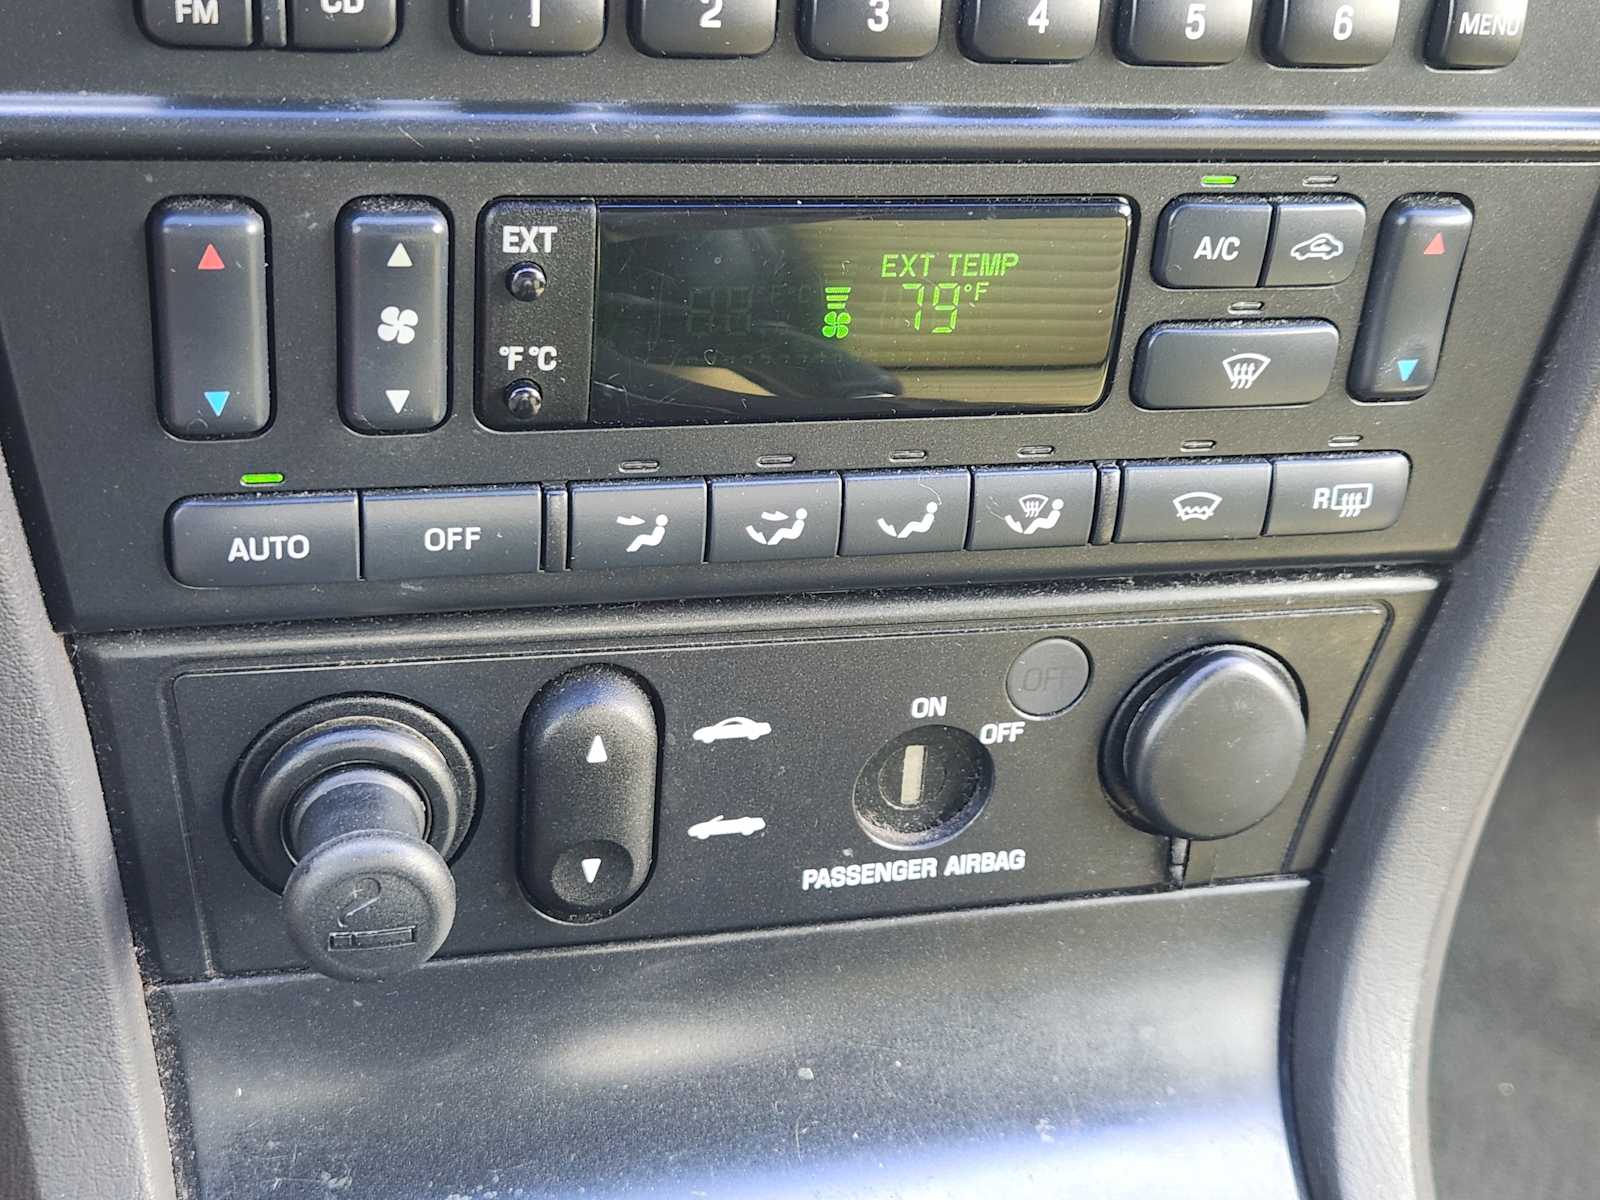 FM CD 1 2 3 4 5 6 MENU
EXT
°F °C
EXT TEMP
79°F
A/C
AUTO OFF
R
ON
OFF
OFF
PASSENGER AIRBAG